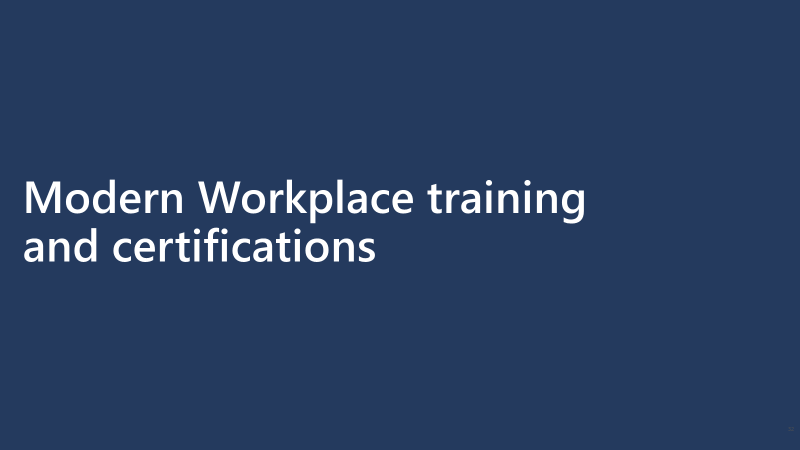 Modern Workplace training
and certifications